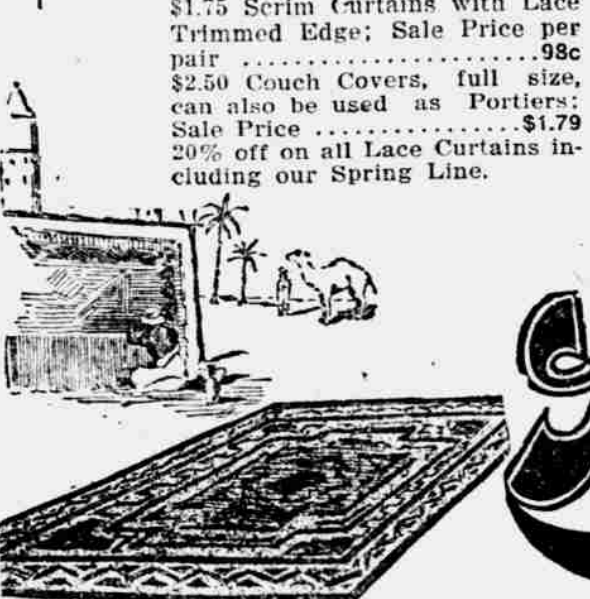 $1.75 Scrim Curtains with Lace
Trimmed Edge; Sale Price per
pair ......................98c
$2.50 Couch Covers, full size,
can also be used as Portiers;
Sale Price ................$1.79
20% off on all Lace Curtains in-
cluding our Spring Line.